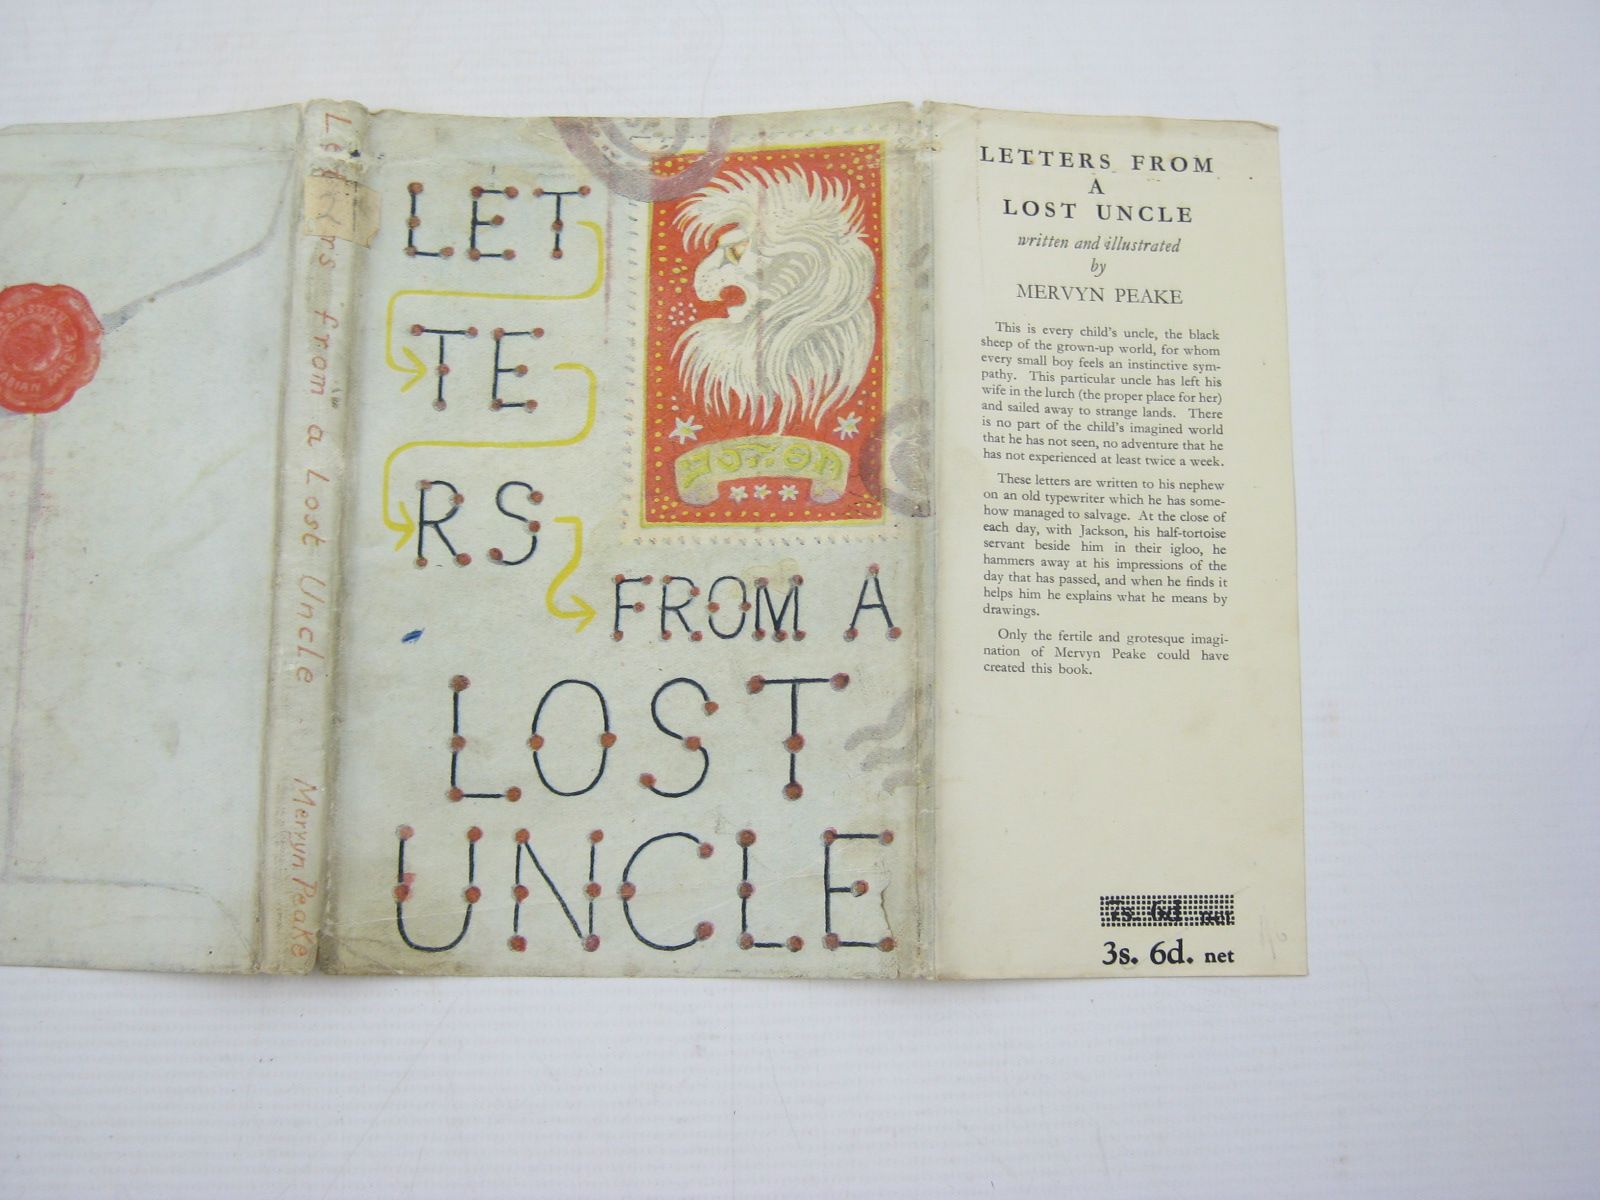 Letters from a Lost Uncle. Mervyn Peake
LET
TE
RS
FROM A
LOST
UNCLE
LETTERS FROM
A
LOST UNCLE
written and illustrated
by
MERVYN PEAKE
This is every child's uncle, the black
sheep of the grown-up world, for whom
every small boy feels an instinctive sym-
pathy. This particular uncle has left his
wife in the lurch (the proper place for her)
and sailed away to strange lands. There
is no part of the child's imagined world
that he has not seen, no adventure that he
has not experienced at least twice a week.
These letters are written to his nephew
on an old typewriter which he has some-
how managed to salvage. At the close of
each day, with Jackson, his half-tortoise
servant beside him in their igloo, he
hammers away at his impressions of the
day that has passed, and when he finds it
helps him he explains what he means by
drawings.
Only the fertile and grotesque imagi-
nation of Mervyn Peake could have
created this book.
7s. 6d. net
3s. 6d. net